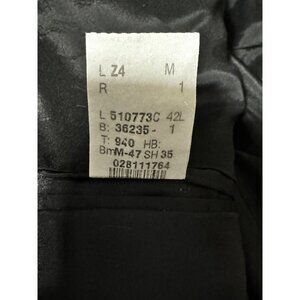 L Z4 M
R 1
L 510773C 42L
B: 36235- 1
T: 940 HB:
BmM-47 SH 35
028111764